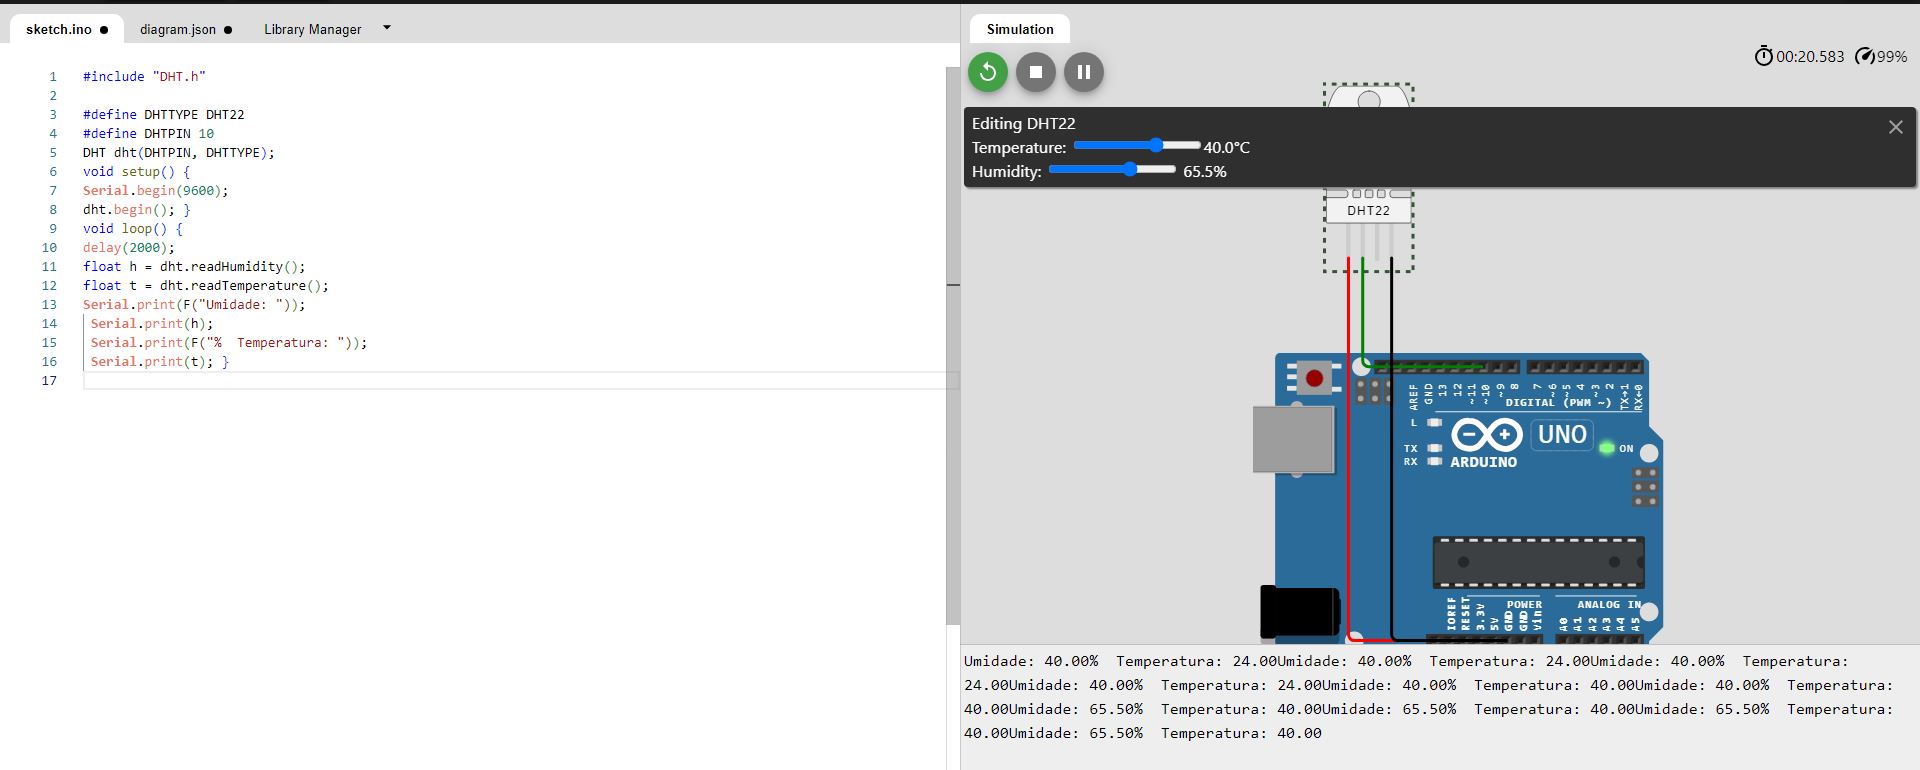 sketch.ino ● diagram.json ● Library Manager
Simulation
00:20.583 99%
1 #include "DHT.h"
2
3 #define DHTTYPE DHT22
4 #define DHTPIN 10
5 DHT dht(DHTPIN, DHTTYPE);
6 void setup() {
7 Serial.begin(9600);
8 dht.begin(); }
9 void loop() {
10 delay(2000);
11 float h = dht.readHumidity();
12 float t = dht.readTemperature();
13 Serial.print(F("Umidade: "));
14 Serial.print(h);
15 Serial.print(F("%  Temperatura: "));
16 Serial.print(t); }
17
Editing DHT22
Temperature: 40.0°C
Humidity: 65.5%
DHT22
AREF GND 13 12 ~11 ~10 ~9 8 7 ~6 ~5 4 ~3 2 TX→1 RX←0
DIGITAL (PWM ~)
L
TX
RX
UNO
ON
ARDUINO
IOREF RESET 3.3V 5V GND GND Vin
POWER
ANALOG IN
A0 A1 A2 A3 A4 A5
Umidade: 40.00%  Temperatura: 24.00Umidade: 40.00%  Temperatura: 24.00Umidade: 40.00%  Temperatura:
24.00Umidade: 40.00%  Temperatura: 24.00Umidade: 40.00%  Temperatura: 40.00Umidade: 40.00%  Temperatura:
40.00Umidade: 65.50%  Temperatura: 40.00Umidade: 65.50%  Temperatura: 40.00Umidade: 65.50%  Temperatura:
40.00Umidade: 65.50%  Temperatura: 40.00